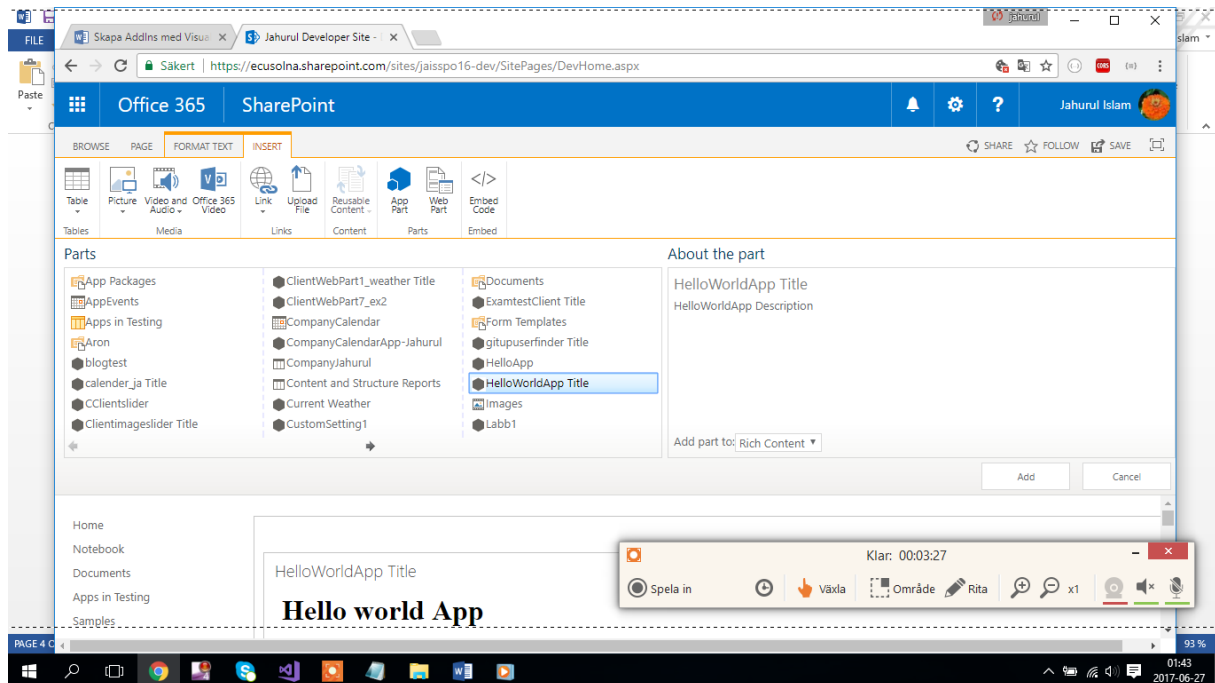 jahurul
FILE
Skapa AddIns med Visua
Jahurul Developer Site -
slam
Säkert | https://ecusolna.sharepoint.com/sites/jaisspo16-dev/SitePages/DevHome.aspx
Paste
Office 365 SharePoint
? Jahurul Islam
BROWSE PAGE FORMAT TEXT INSERT
SHARE FOLLOW SAVE
Table Picture Video and Audio Office 365 Video Link Upload File Reusable Content App Part Web Part Embed Code
Tables Media Links Content Parts Embed
Parts
About the part
App Packages
AppEvents
Apps in Testing
Aron
blogtest
calender_ja Title
CClientslider
Clientimageslider Title
ClientWebPart1_weather Title
ClientWebPart7_ex2
CompanyCalendar
CompanyCalendarApp-Jahurul
CompanyJahurul
Content and Structure Reports
Current Weather
CustomSetting1
Documents
ExamtestClient Title
Form Templates
gitupuserfinder Title
HelloApp
HelloWorldApp Title
Images
Labb1
HelloWorldApp Title
HelloWorldApp Description
Add part to: Rich Content
Add Cancel
Home
Notebook
Documents
Apps in Testing
Samples
HelloWorldApp Title
Hello world App
Klar: 00:03:27
Spela in Växla Område Rita x1
PAGE 4
93 %
01:43
2017-06-27